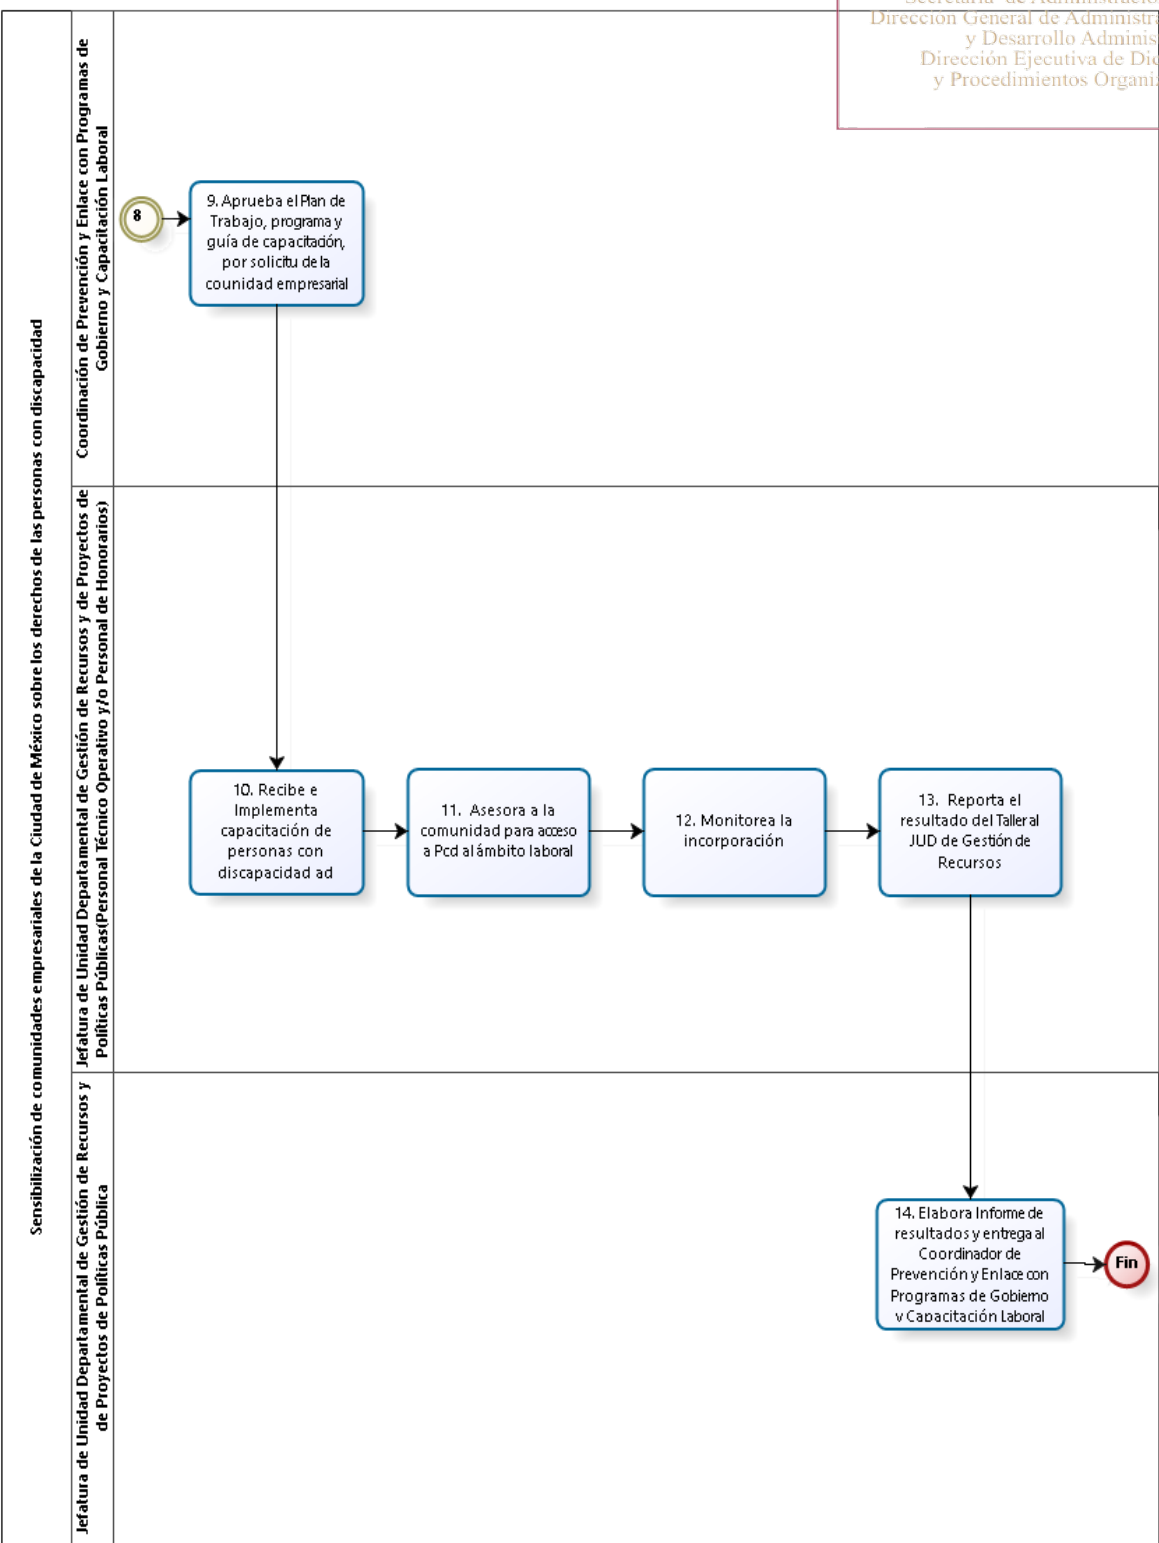 Dirección General de
y Desarrollo
Dirección Ejecutiva de
y Procedimientos
Sensibilización de comunidades empresariales de la Ciudad de México sobre los derechos de las personas con discapacidad
Coordinación de Prevención y Enlace con Programas de
Gobierno y Capacitación Laboral
8
9. Aprueba el Plan de
Trabajo, programa y
guía de capacitación,
por solicitu de la
counidad empresarial
Jefatura de Unidad Departamental de Gestión de Recursos y de Proyectos de
Políticas Públicas(Personal Técnico Operativo y/o Personal de Honorarios)
10. Recibe e
Implementa
capacitación de
personas con
discapacidad ad
11. Asesora a la
comunidad para acceso
a Pcd al ámbito laboral
12. Monitorea la
incorporación
13. Reporta el
resultado del Taller al
JUD de Gestión de
Recursos
Jefatura de Unidad Departamental de Gestión de Recursos y
de Proyectos de Políticas Pública
14. Elabora Informe de
resultados y entrega al
Coordinador de
Prevención y Enlace con
Programas de Gobierno
y Capacitación Laboral
Fin